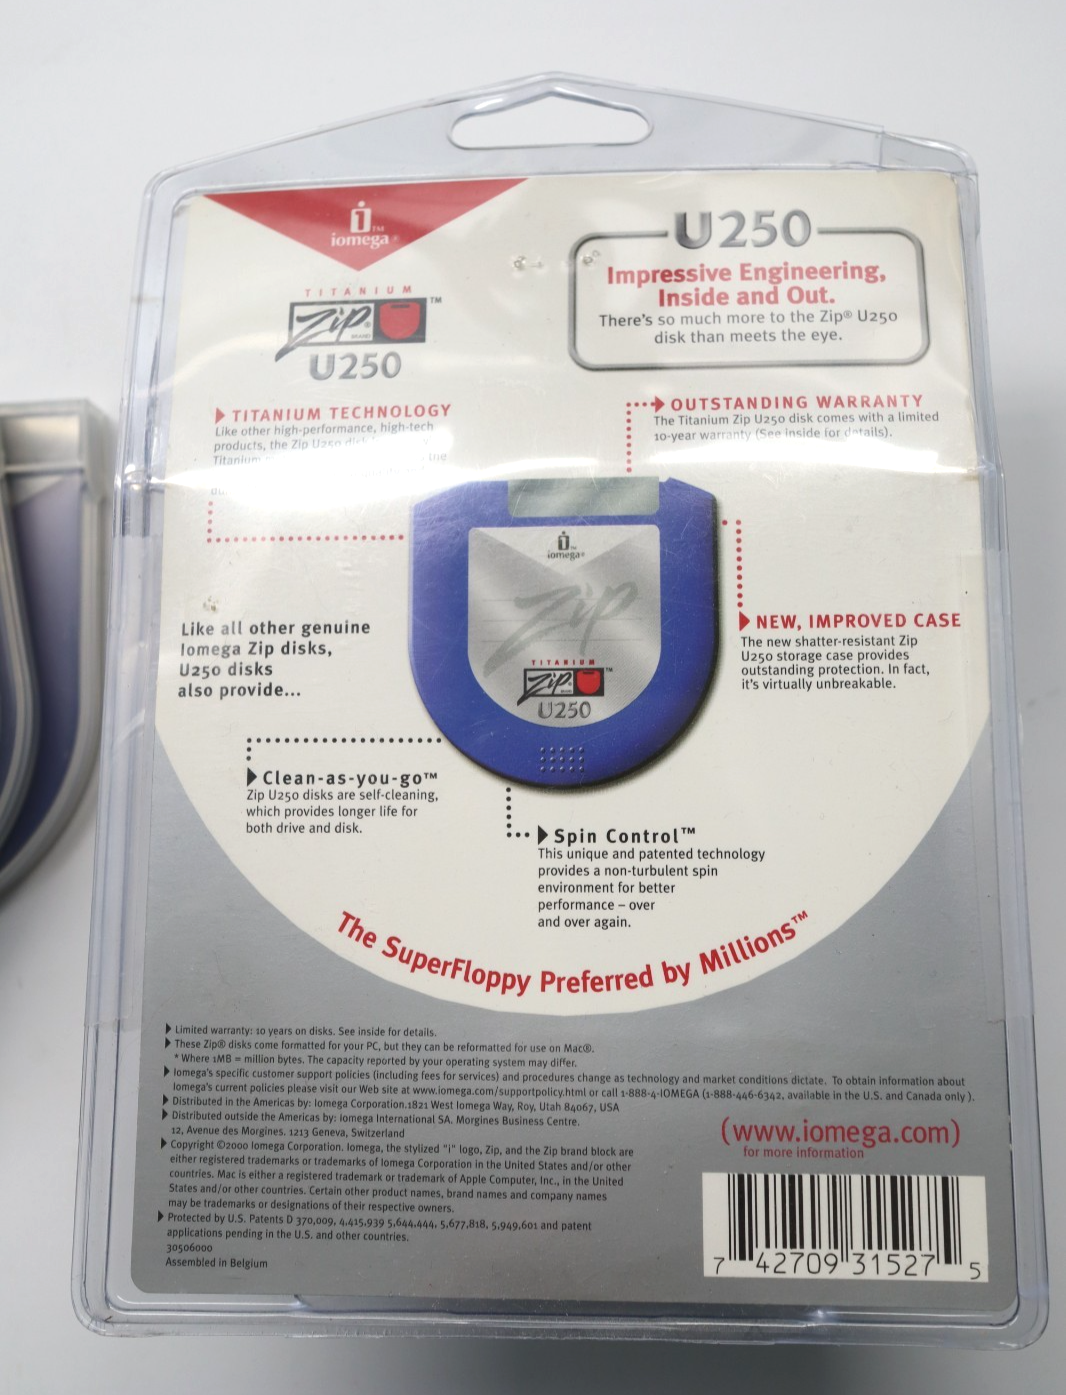 iomega®
TITANIUM
Zip®
BRAND
U250
U250
Impressive Engineering,
Inside and Out.
There's so much more to the Zip® U250
disk than meets the eye.
TITANIUM TECHNOLOGY
Like other high-performance, high-tech
products, the Zip U250
Titanium
the
OUTSTANDING WARRANTY
The Titanium Zip U250 disk comes with a limited
10-year warranty (See inside for details).
iomega®
Zip
TITANIUM
Zip
U250
NEW, IMPROVED CASE
The new shatter-resistant Zip
U250 storage case provides
outstanding protection. In fact,
it's virtually unbreakable.
Like all other genuine
Iomega Zip disks,
U250 disks
also provide...
Clean-as-you-go™
Zip U250 disks are self-cleaning,
which provides longer life for
both drive and disk.
Spin Control™
This unique and patented technology
provides a non-turbulent spin
environment for better
performance – over
and over again.
The SuperFloppy Preferred by Millions™
Limited warranty: 10 years on disks. See inside for details.
These Zip® disks come formatted for your PC, but they can be reformatted for use on Mac®.
* Where 1MB = million bytes. The capacity reported by your operating system may differ.
Iomega's specific customer support policies (including fees for services) and procedures change as technology and market conditions dictate. To obtain information about
Iomega's current policies please visit our Web site at www.iomega.com/supportpolicy.html or call 1-888-4-IOMEGA (1-888-446-6342, available in the U.S. and Canada only ).
Distributed in the Americas by: Iomega Corporation.1821 West Iomega Way, Roy, Utah 84067, USA
Distributed outside the Americas by: Iomega International SA. Morgines Business Centre.
12, Avenue des Morgines. 1213 Geneva, Switzerland
Copyright ©2000 Iomega Corporation. Iomega, the stylized "i" logo, Zip, and the Zip brand block are
either registered trademarks or trademarks of Iomega Corporation in the United States and/or other
countries. Mac is either a registered trademark or trademark of Apple Computer, Inc., in the United
States and/or other countries. Certain other product names, brand names and company names
may be trademarks or designations of their respective owners.
Protected by U.S. Patents D 370,009, 4,415,939 5,644,444, 5,677,818, 5,949,601 and patent
applications pending in the U.S. and other countries.
30506000
Assembled in Belgium
(www.iomega.com)
for more information
7 42709 31527 5